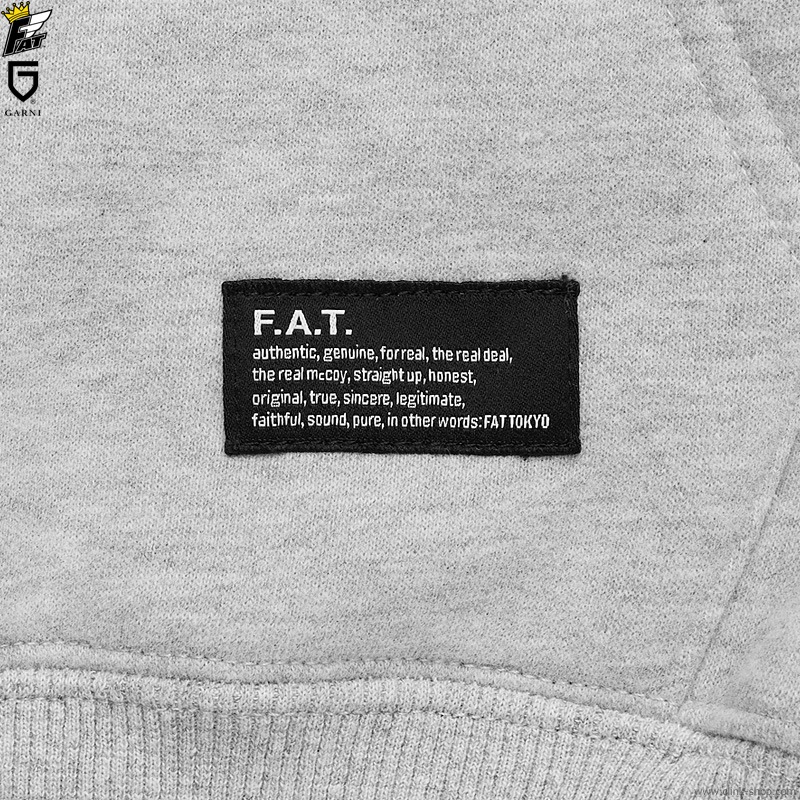 FAT
GARNI
F.A.T.
authentic, genuine, for real, the real deal,
the real mccoy, straight up, honest,
original, true, sincere, legitimate,
faithful, sound, pure, in other words: FAT TOKYO